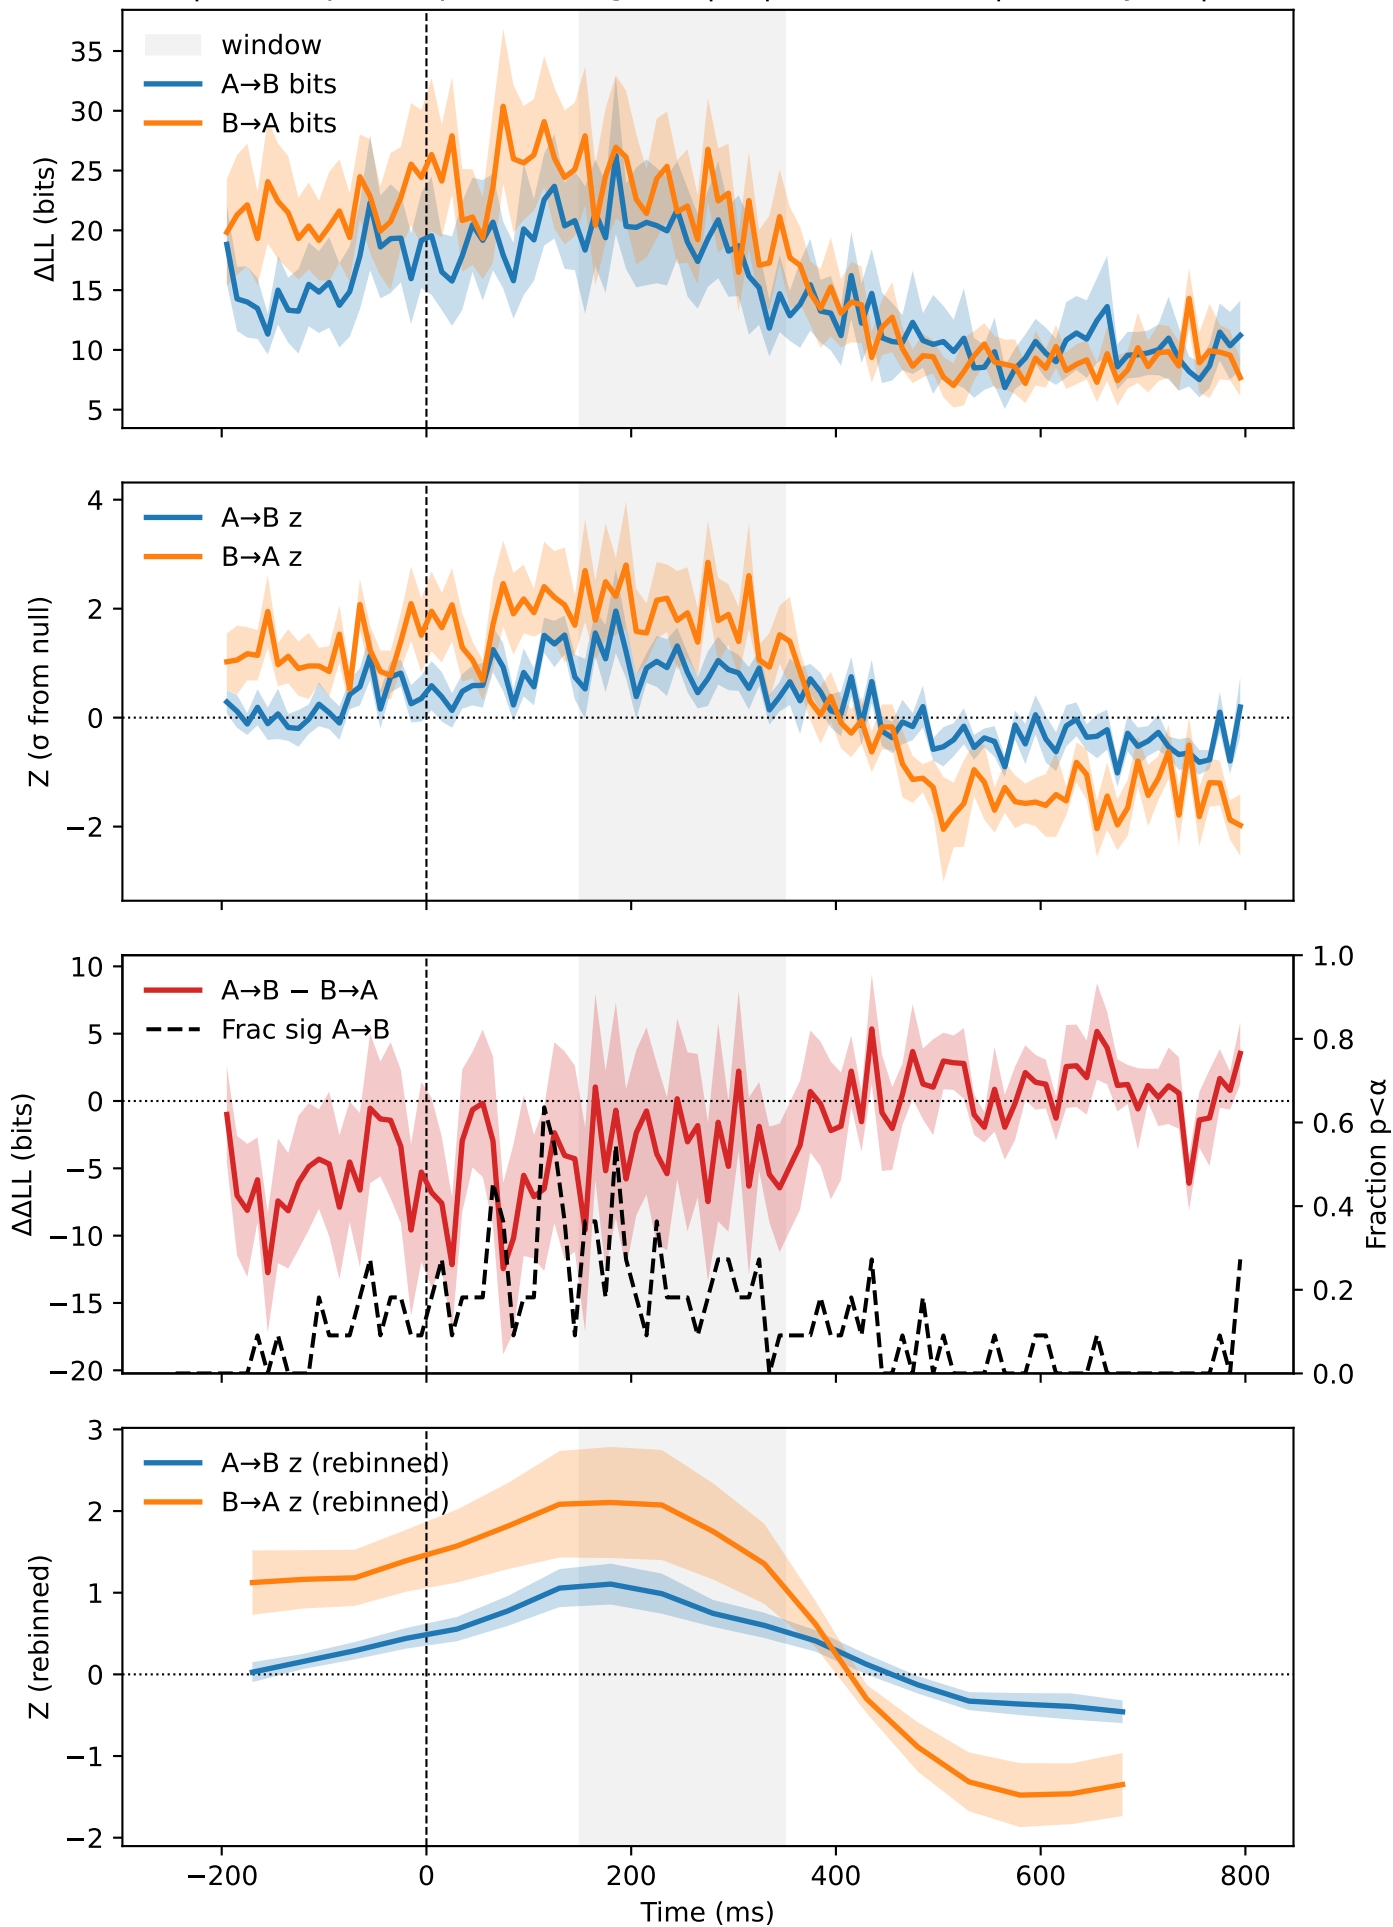 35
30
25
20
15
10
5
ΔLL (bits)
window
A→B bits
B→A bits
4
2
0
−2
Z (σ from null)
A→B z
B→A z
10
5
0
−5
−10
−15
−20
ΔΔLL (bits)
A→B − B→A
Frac sig A→B
1.0
0.8
0.6
0.4
0.2
0.0
Fraction p<α
3
2
1
0
−1
−2
Z (rebinned)
A→B z (rebinned)
B→A z (rebinned)
−200 0 200 400 600 800
Time (ms)